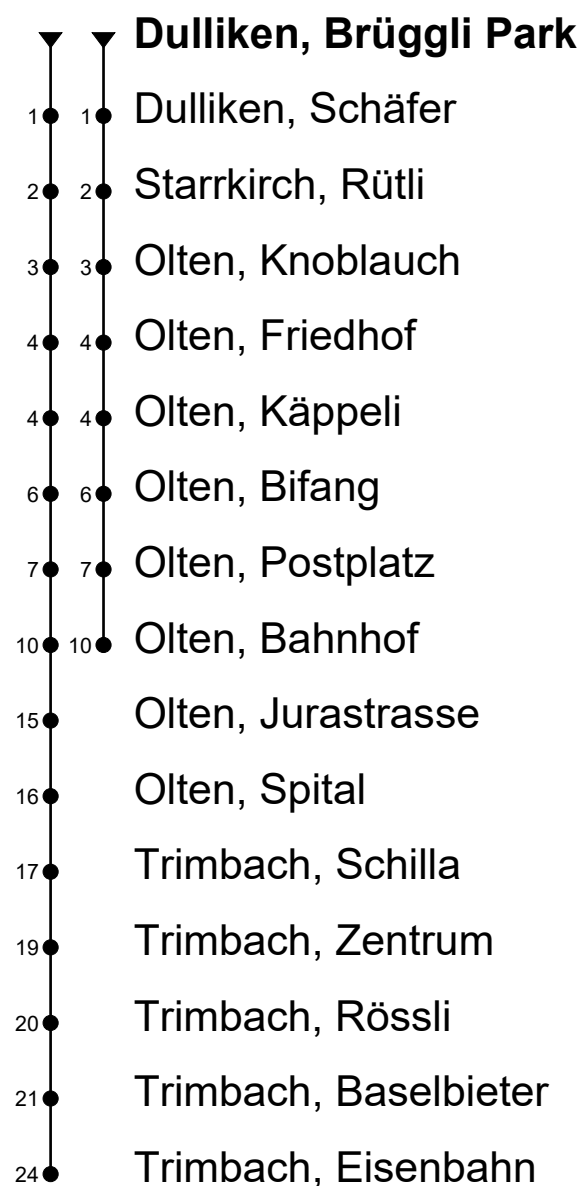 Dulliken, Brüggli Park
1 1 Dulliken, Schäfer
2 2 Starrkirch, Rütli
3 3 Olten, Knoblauch
4 4 Olten, Friedhof
4 4 Olten, Käppeli
6 6 Olten, Bifang
7 7 Olten, Postplatz
10 10 Olten, Bahnhof
15 Olten, Jurastrasse
16 Olten, Spital
17 Trimbach, Schilla
19 Trimbach, Zentrum
20 Trimbach, Rössli
21 Trimbach, Baselbieter
24 Trimbach, Eisenbahn